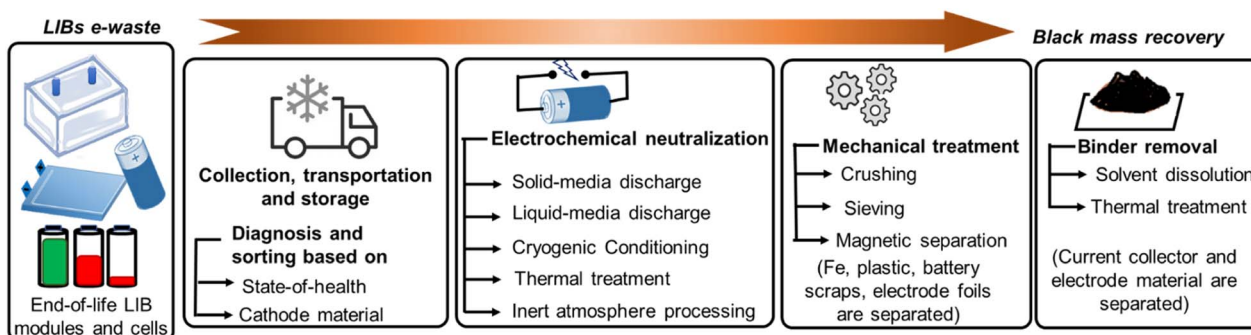 LIBs e-waste
Black mass recovery
End-of-life LIB
modules and cells
Collection, transportation
and storage
Diagnosis and
sorting based on
State-of-health
Cathode material
Electrochemical neutralization
Solid-media discharge
Liquid-media discharge
Cryogenic Conditioning
Thermal treatment
Inert atmosphere processing
Mechanical treatment
Crushing
Sieving
Magnetic separation
(Fe, plastic, battery
scraps, electrode foils
are separated)
Binder removal
Solvent dissolution
Thermal treatment
(Current collector and
electrode material are
separated)